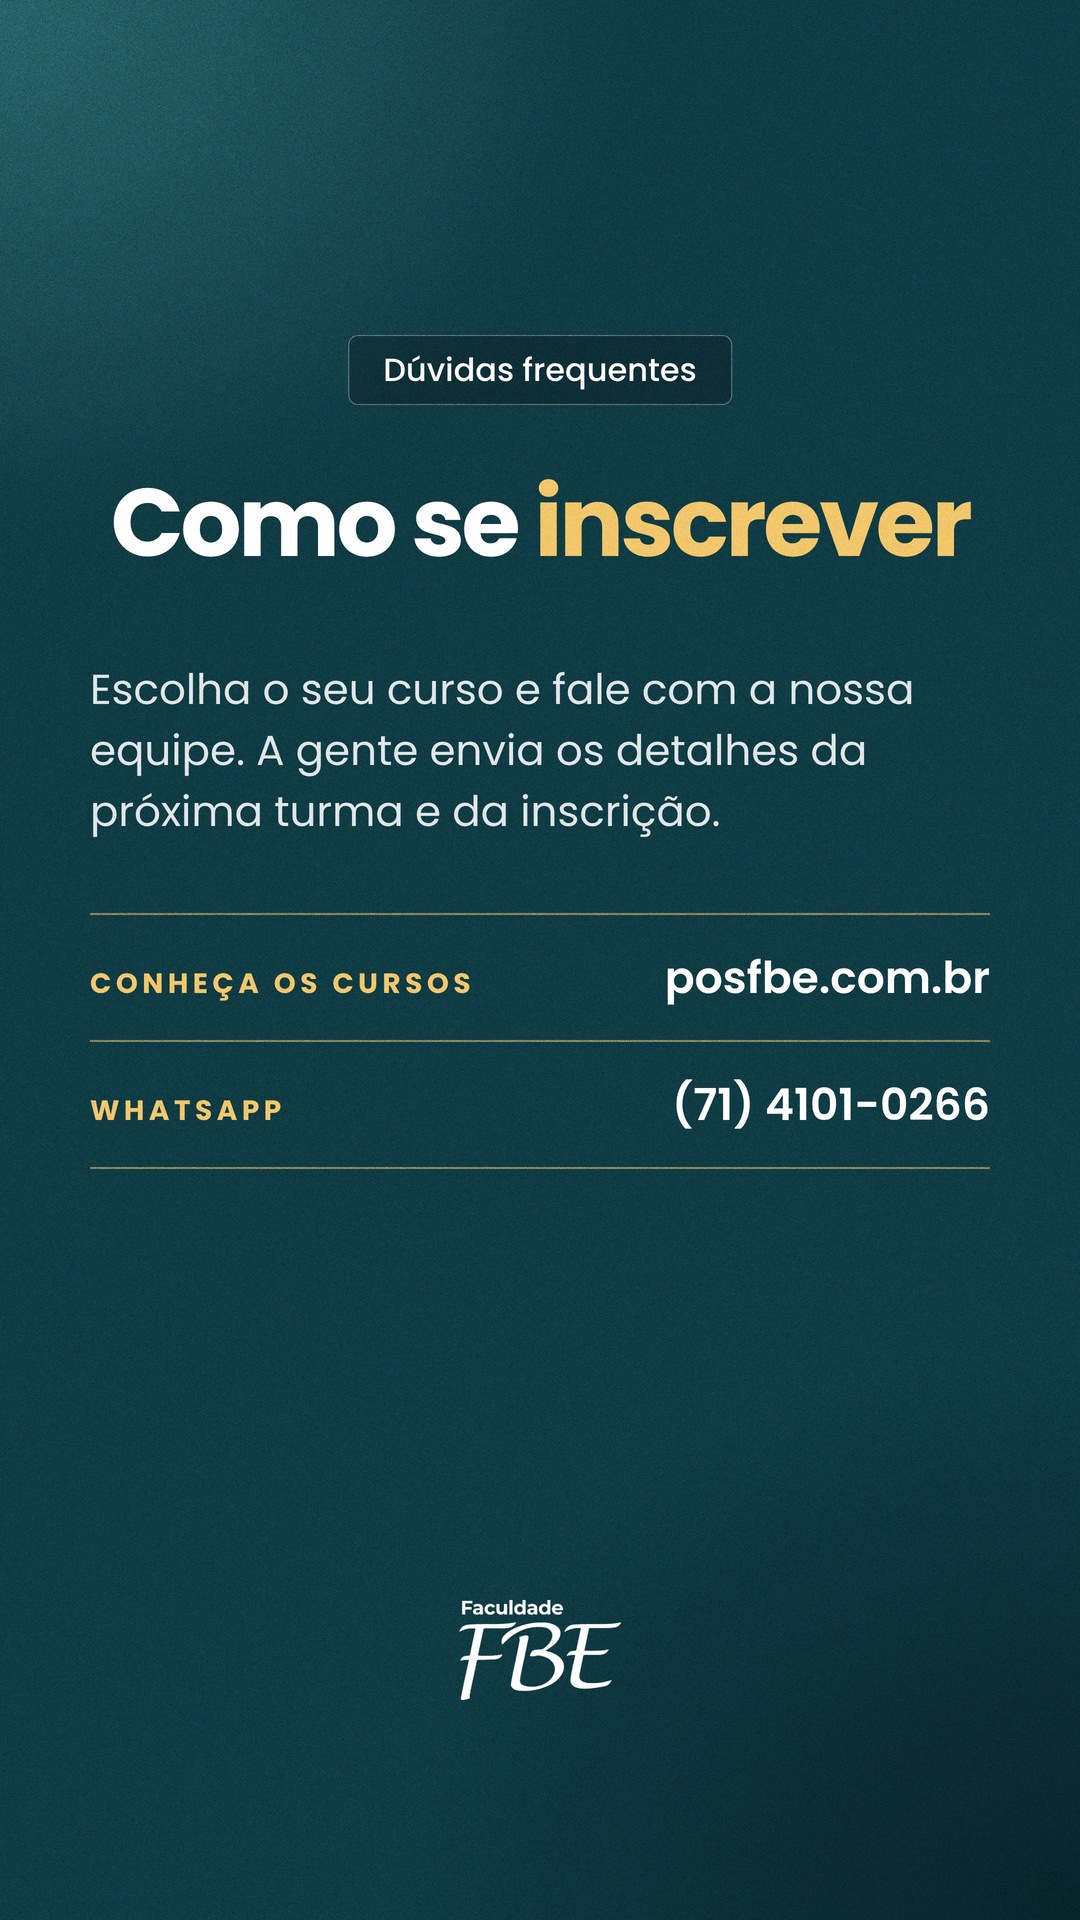 Dúvidas frequentes
Como se inscrever
Escolha o seu curso e fale com a nossa
equipe. A gente envia os detalhes da
próxima turma e da inscrição.
CONHEÇA OS CURSOS posfbe.com.br
WHATSAPP (71) 4101-0266
Faculdade
FBE